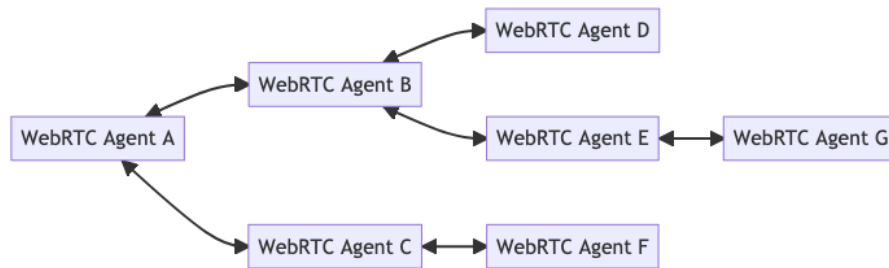 WebRTC Agent D
WebRTC Agent B
WebRTC Agent A
WebRTC Agent E
WebRTC Agent G
WebRTC Agent C
WebRTC Agent F